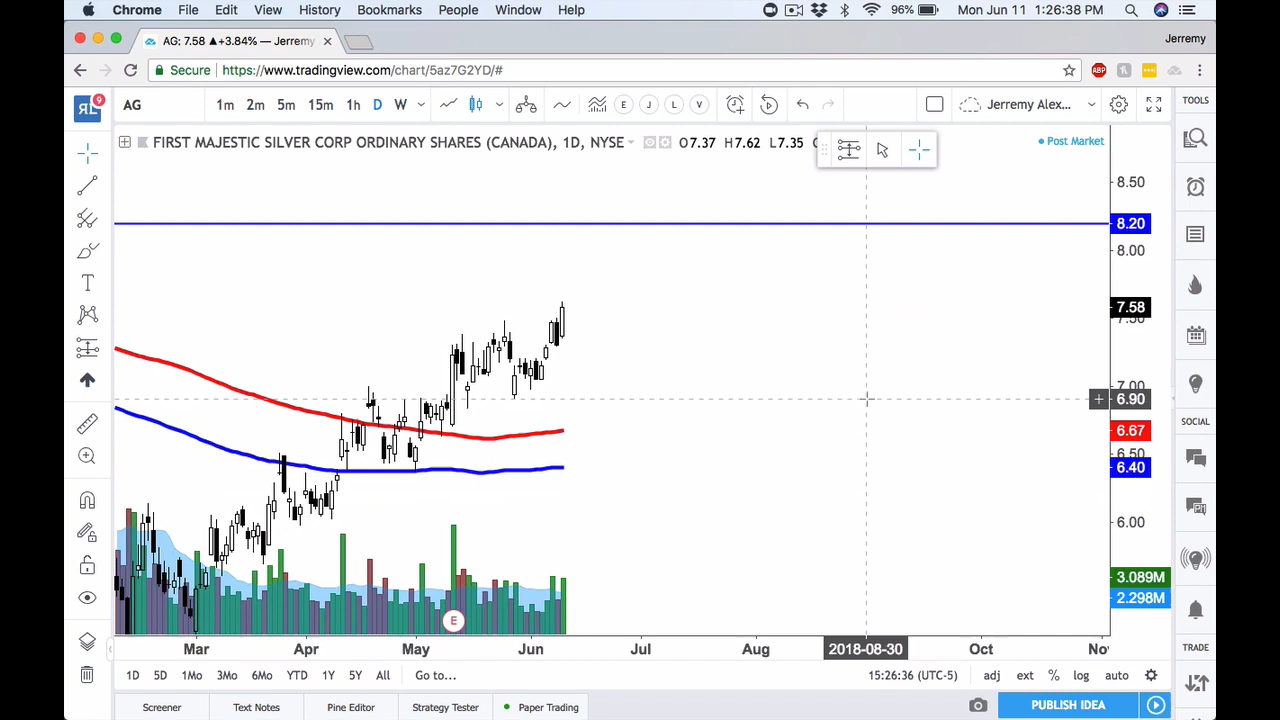 Chrome File Edit View History Bookmarks People Window Help 96% Mon Jun 11 1:26:38 PM
AG: 7.58 ▲+3.84% — Jerremy × Jerremy
Secure https://www.tradingview.com/chart/5az7G2YD/# ABP
RL 9 AG 1m 2m 5m 15m 1h D W E J L V Jerremy Alex... TOOLS
FIRST MAJESTIC SILVER CORP ORDINARY SHARES (CANADA), 1D, NYSE O7.37 H7.62 L7.35 Post Market
8.50
8.20
8.00
7.58
7.50
7.00
6.90
SOCIAL
6.67
6.50
6.40
6.00
3.089M
2.298M
E
Mar Apr May Jun Jul Aug 2018-08-30 Oct TRADE
1D 5D 1Mo 3Mo 6Mo YTD 1Y 5Y All Go to... 15:26:36 (UTC-5) adj ext % log auto
Screener Text Notes Pine Editor Strategy Tester Paper Trading PUBLISH IDEA